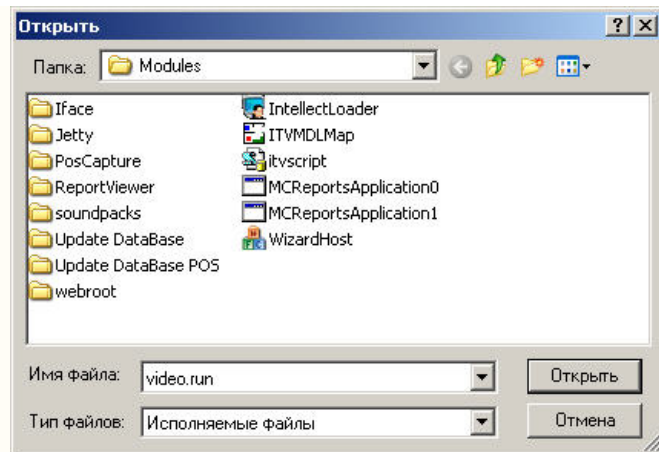 Открыть
Папка: Modules
Iface
Jetty
PosCapture
ReportViewer
soundpacks
Update DataBase
Update DataBase POS
webroot
IntellectLoader
ITVMDLMap
itvscript
MCReportsApplication0
MCReportsApplication1
WizardHost
Имя файла: video.run Открыть
Тип файлов: Исполняемые файлы Отмена